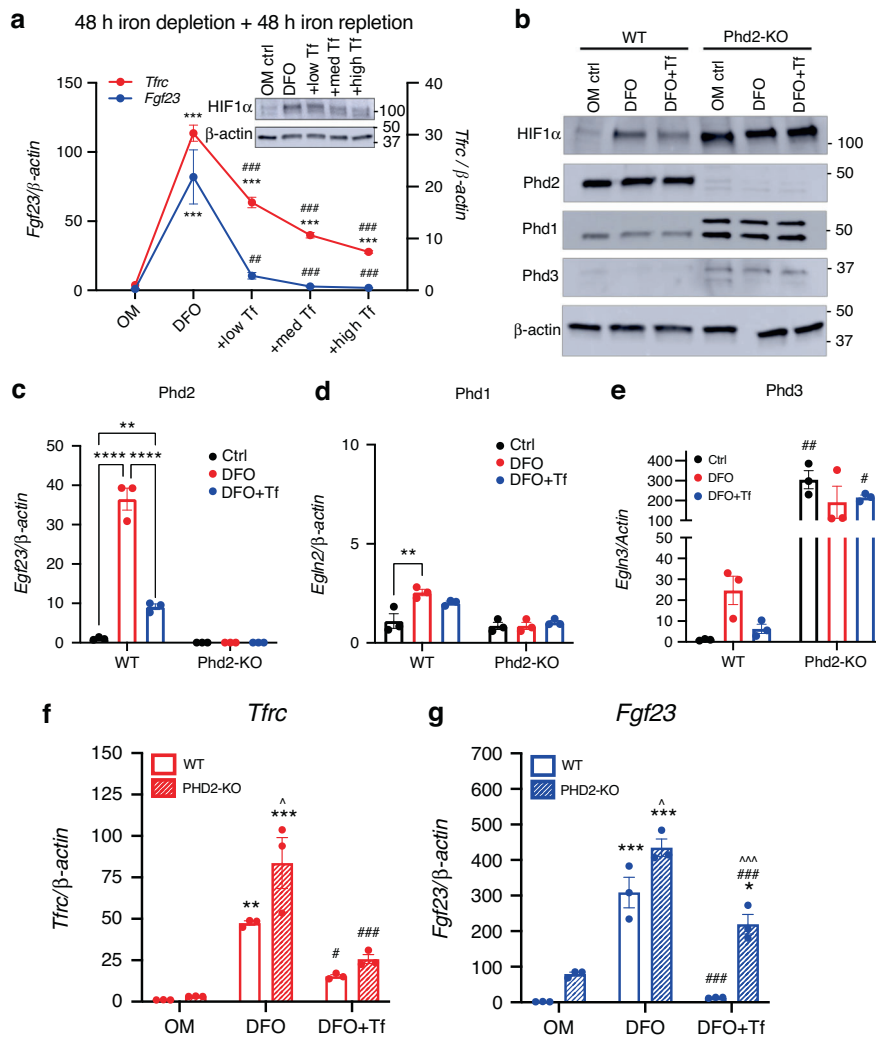 a
48 h iron depletion + 48 h iron repletion
Tfrc
Fgf23
150
100
50
0
Fgf23/β-actin
40
30
20
10
0
Tfrc / β-actin
***
***
###
***
##
###
***
###
###
***
###
OM
DFO
+low Tf
+med Tf
+high Tf
OM ctrl
DFO
+low Tf
+med Tf
+high Tf
HIF1α
100
β-actin
50
37
b
WT
Phd2-KO
OM ctrl
DFO
DFO+Tf
OM ctrl
DFO
DFO+Tf
HIF1α
- 100
Phd2
- 50
Phd1
- 50
Phd3
- 37
β-actin
- 50
- 37
c
Phd2
Egf23/β-actin
50
40
30
20
10
0
**
**** ****
Ctrl
DFO
DFO+Tf
WT
Phd2-KO
d
Phd1
Egln2/β-actin
10
5
0
**
Ctrl
DFO
DFO+Tf
WT
Phd2-KO
e
Phd3
Egln3/Actin
400
300
200
100
50
40
30
20
10
0
Ctrl
DFO
DFO+Tf
##
#
WT
Phd2-KO
f
Tfrc
Tfrc/β-actin
150
125
100
75
50
25
0
WT
PHD2-KO
**
^
***
#
###
OM
DFO
DFO+Tf
g
Fgf23
Fgf23/β-actin
700
600
500
400
300
200
100
0
WT
PHD2-KO
***
^
***
###
^^^
###
*
OM
DFO
DFO+Tf